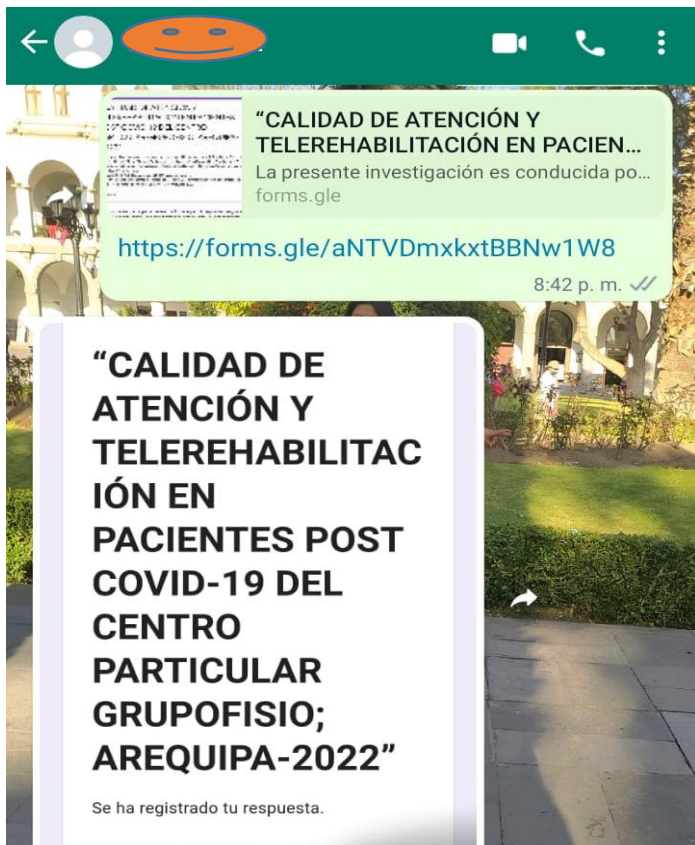 “CALIDAD DE ATENCIÓN Y
TELEREHABILITACIÓN EN PACIEN...
La presente investigación es conducida po...
forms.gle
https://forms.gle/aNTVDmxkxtBBNw1W8
8:42 p. m.
“CALIDAD DE
ATENCIÓN Y
TELEREHABILITAC
IÓN EN
PACIENTES POST
COVID-19 DEL
CENTRO
PARTICULAR
GRUPOFISIO;
AREQUIPA-2022”
Se ha registrado tu respuesta.